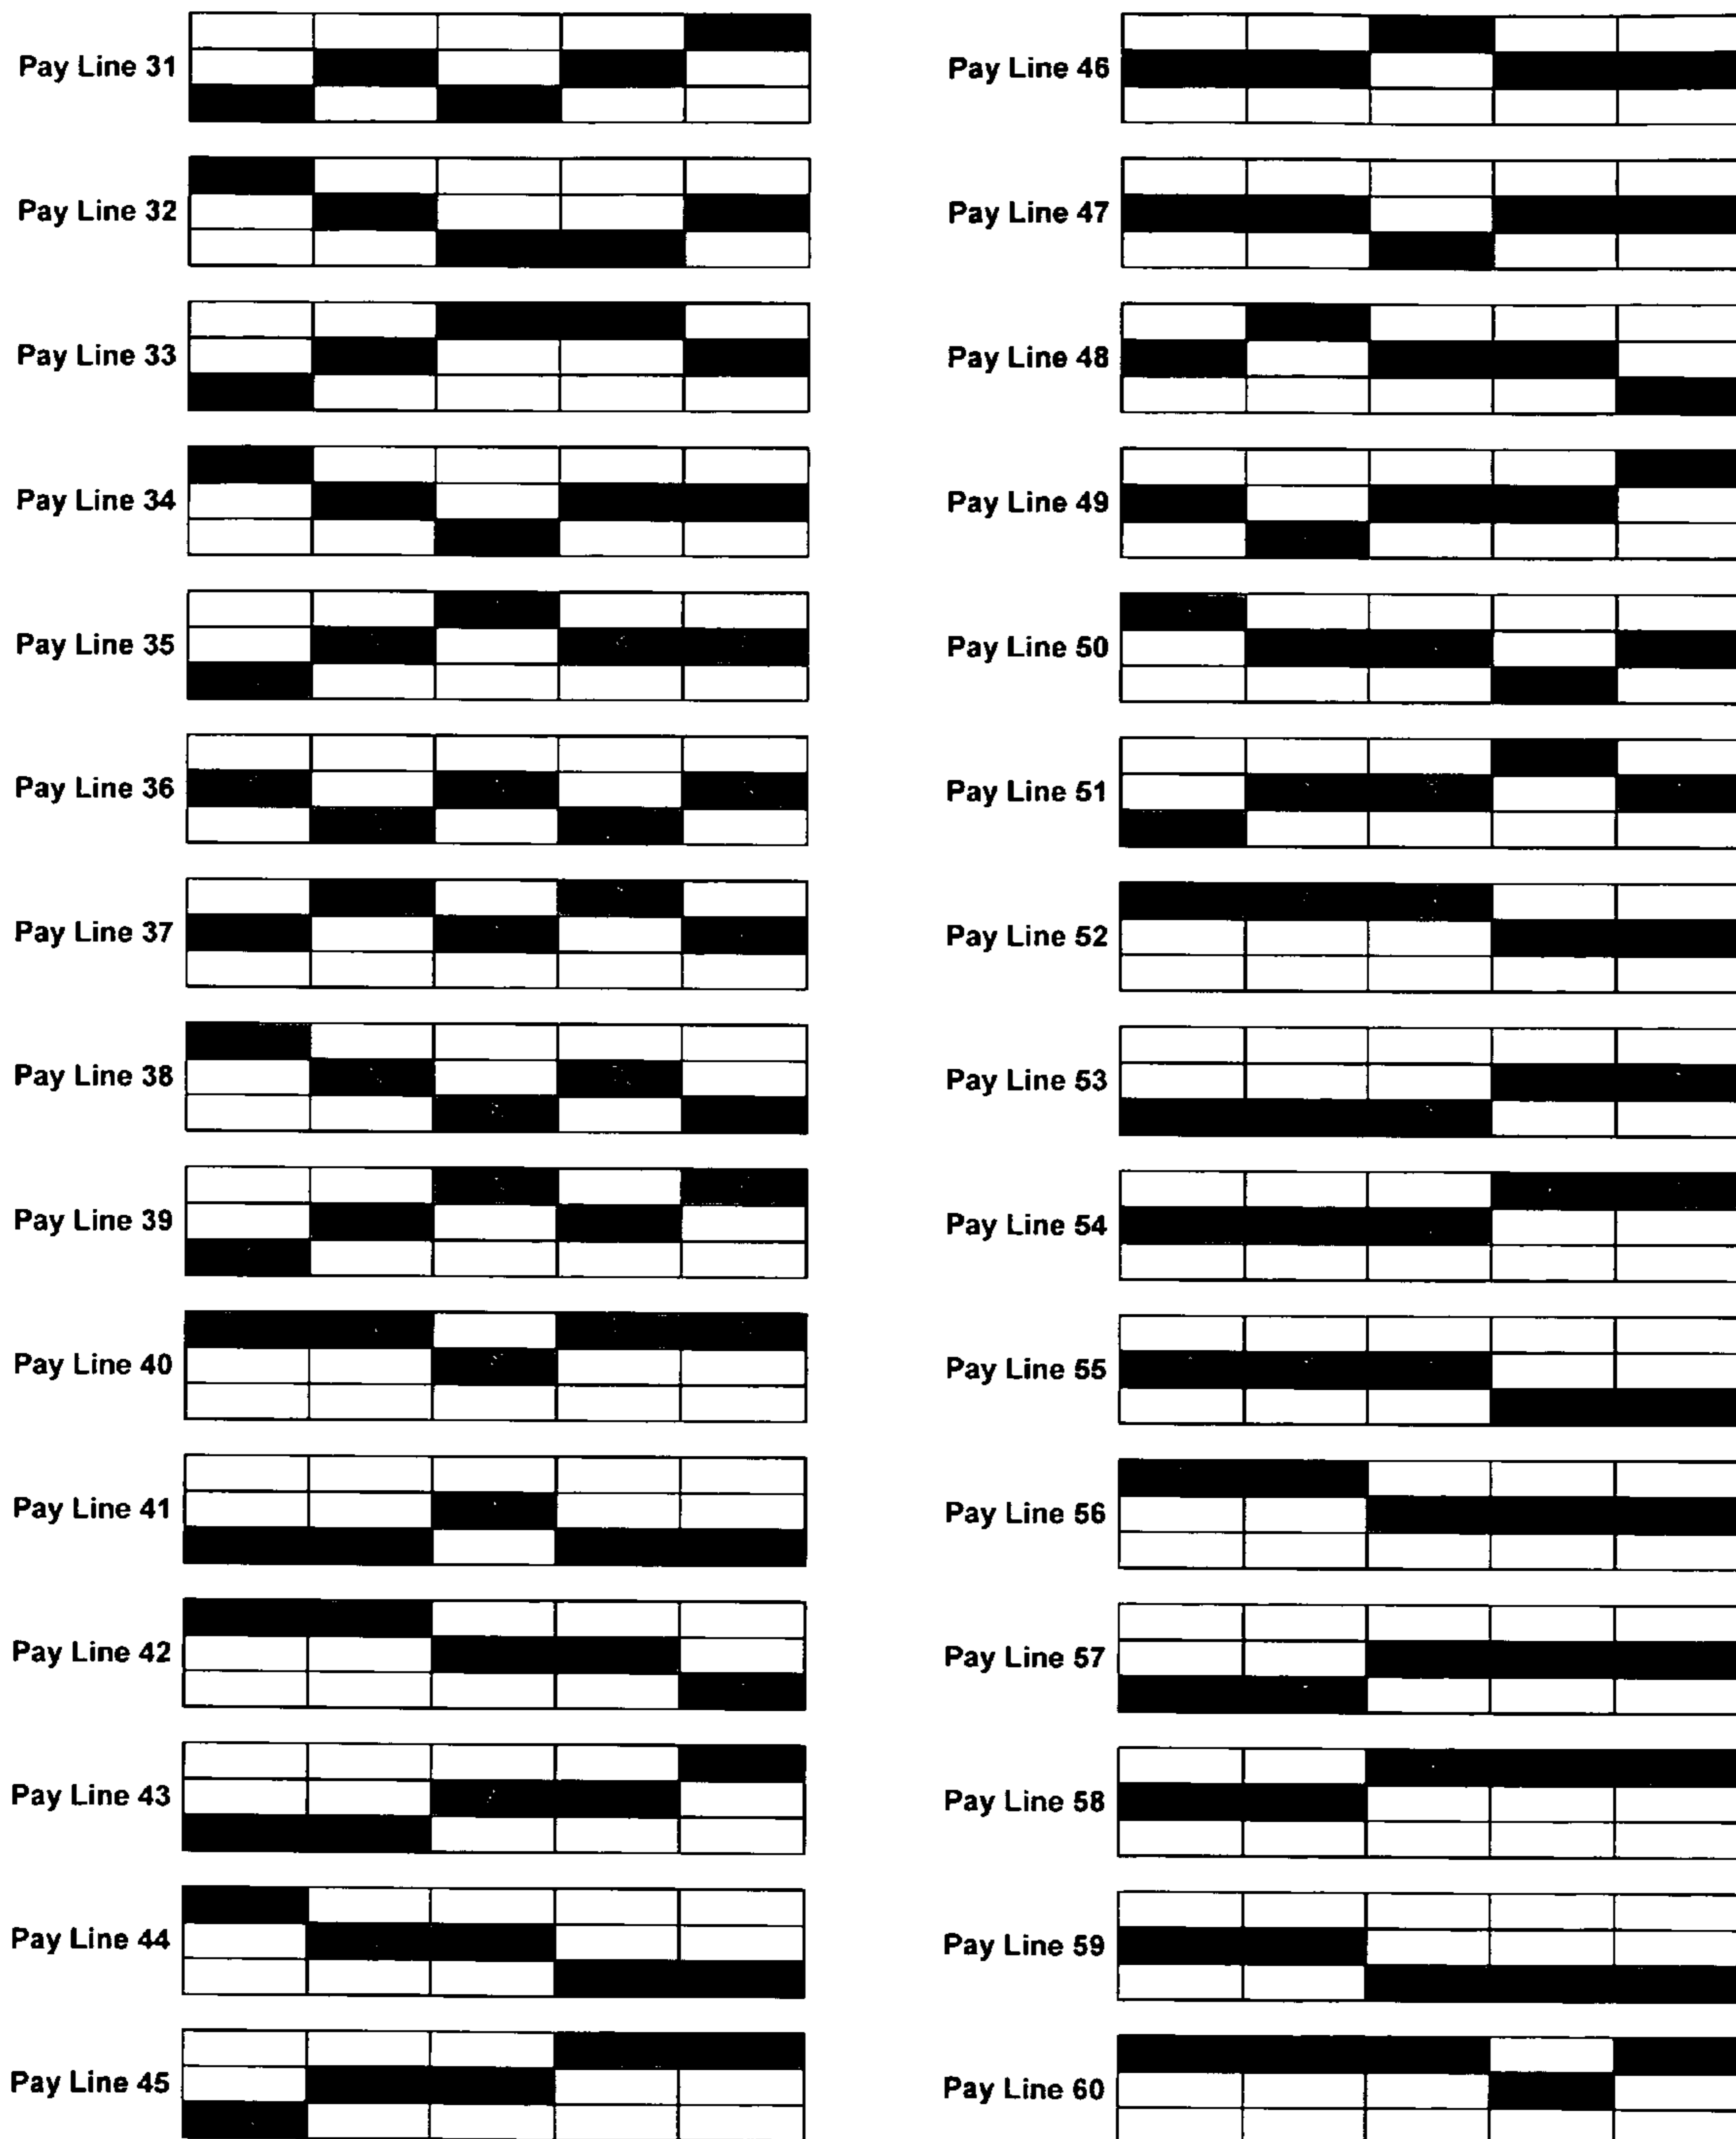 Pay Line 31
Pay Line 32
Pay Line 33
Pay Line 34
Pay Line 35
Pay Line 36
Pay Line 37
Pay Line 38
Pay Line 39
Pay Line 40
Pay Line 41
Pay Line 42
Pay Line 43
Pay Line 44
Pay Line 45
Pay Line 46
Pay Line 47
Pay Line 48
Pay Line 49
Pay Line 50
Pay Line 51
Pay Line 52
Pay Line 53
Pay Line 54
Pay Line 55
Pay Line 56
Pay Line 57
Pay Line 58
Pay Line 59
Pay Line 60